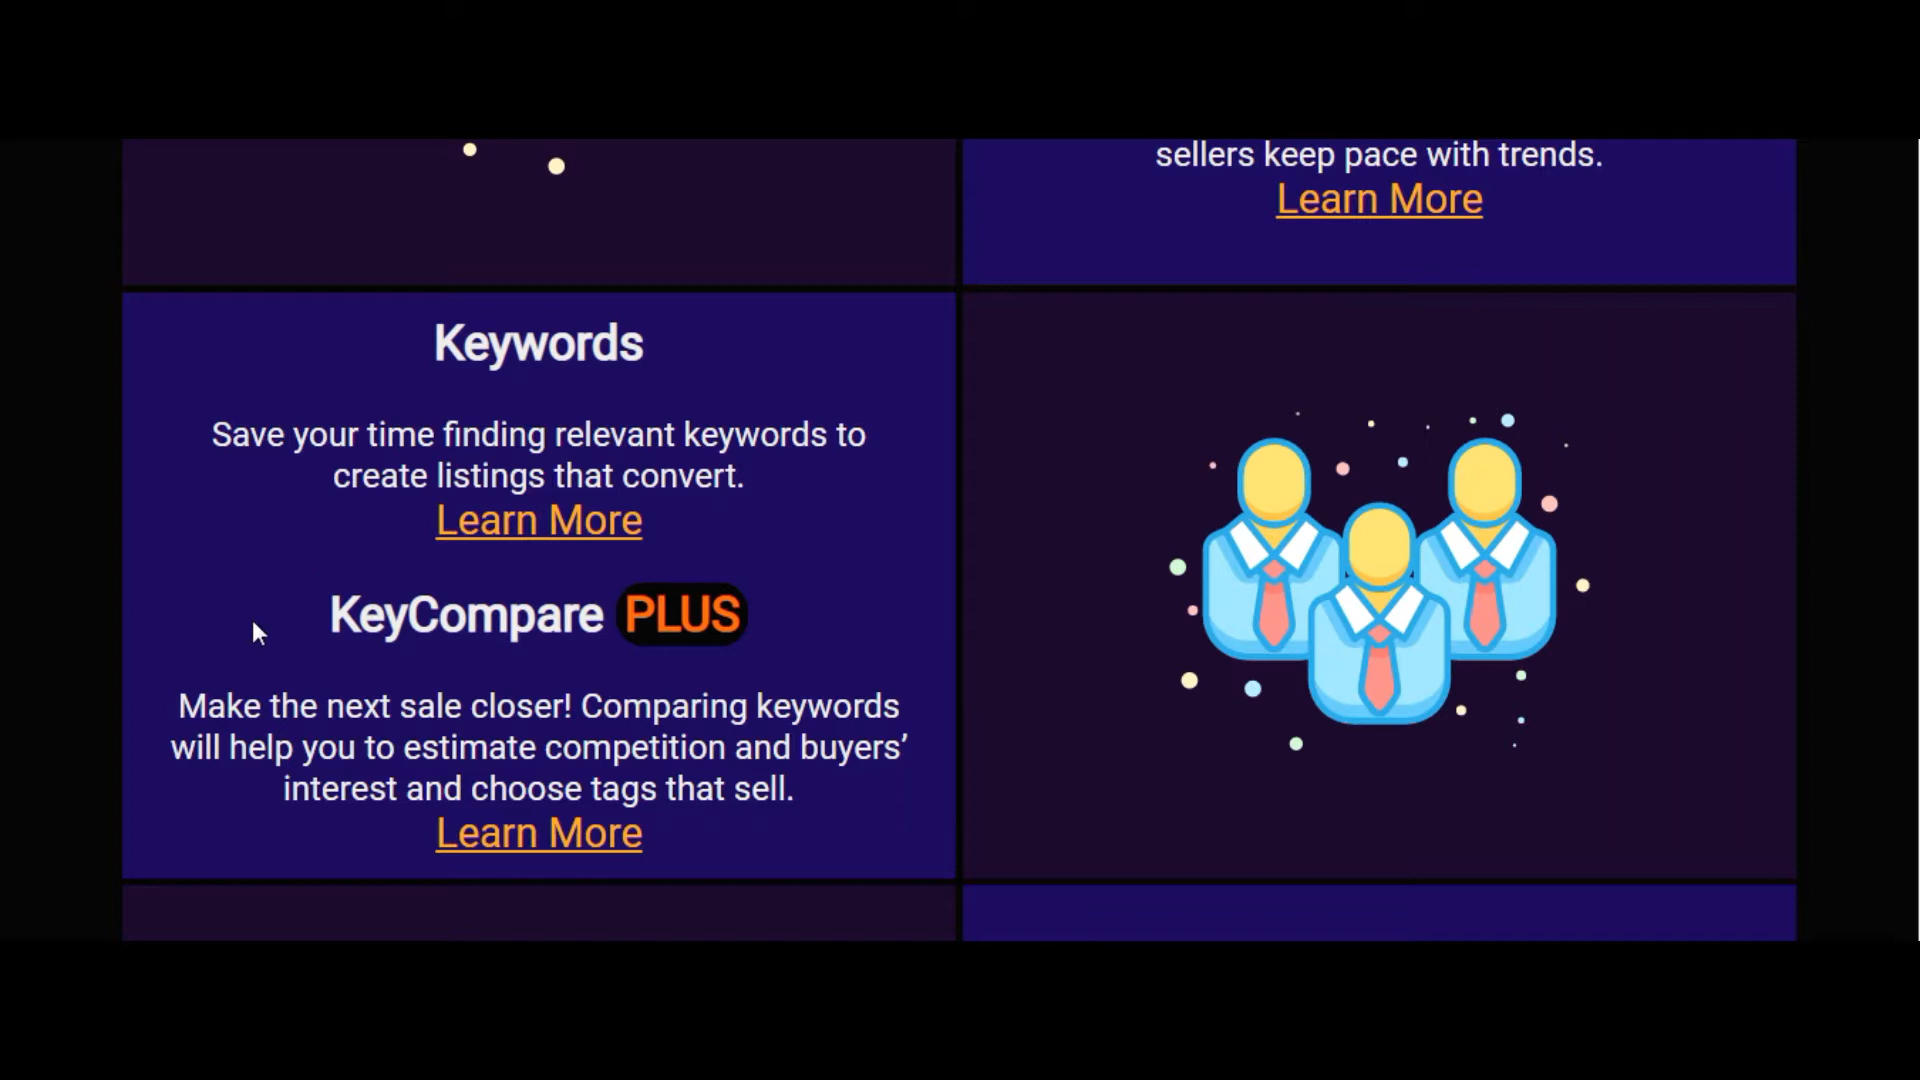 sellers keep pace with trends.
Learn More
Keywords
Save your time finding relevant keywords to
create listings that convert.
Learn More
KeyCompare PLUS
Make the next sale closer! Comparing keywords
will help you to estimate competition and buyers’
interest and choose tags that sell.
Learn More